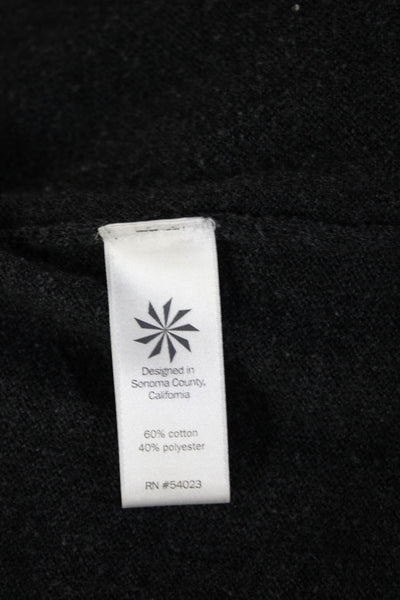 Designed in
Sonoma County,
California
60% cotton
40% polyester
RN #54023